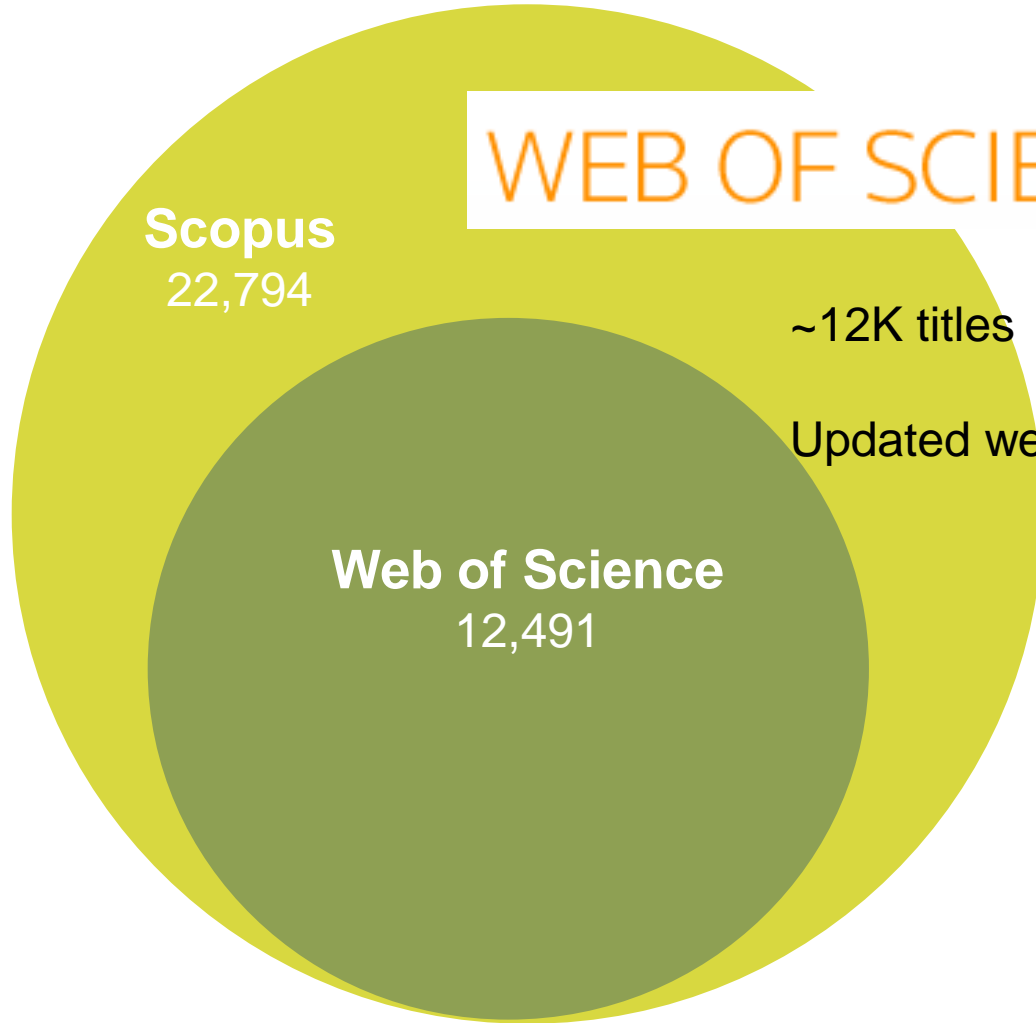 WEB OF SCIE
Scopus
22,794
~12K titles
Updated we
Web of Science
12,491